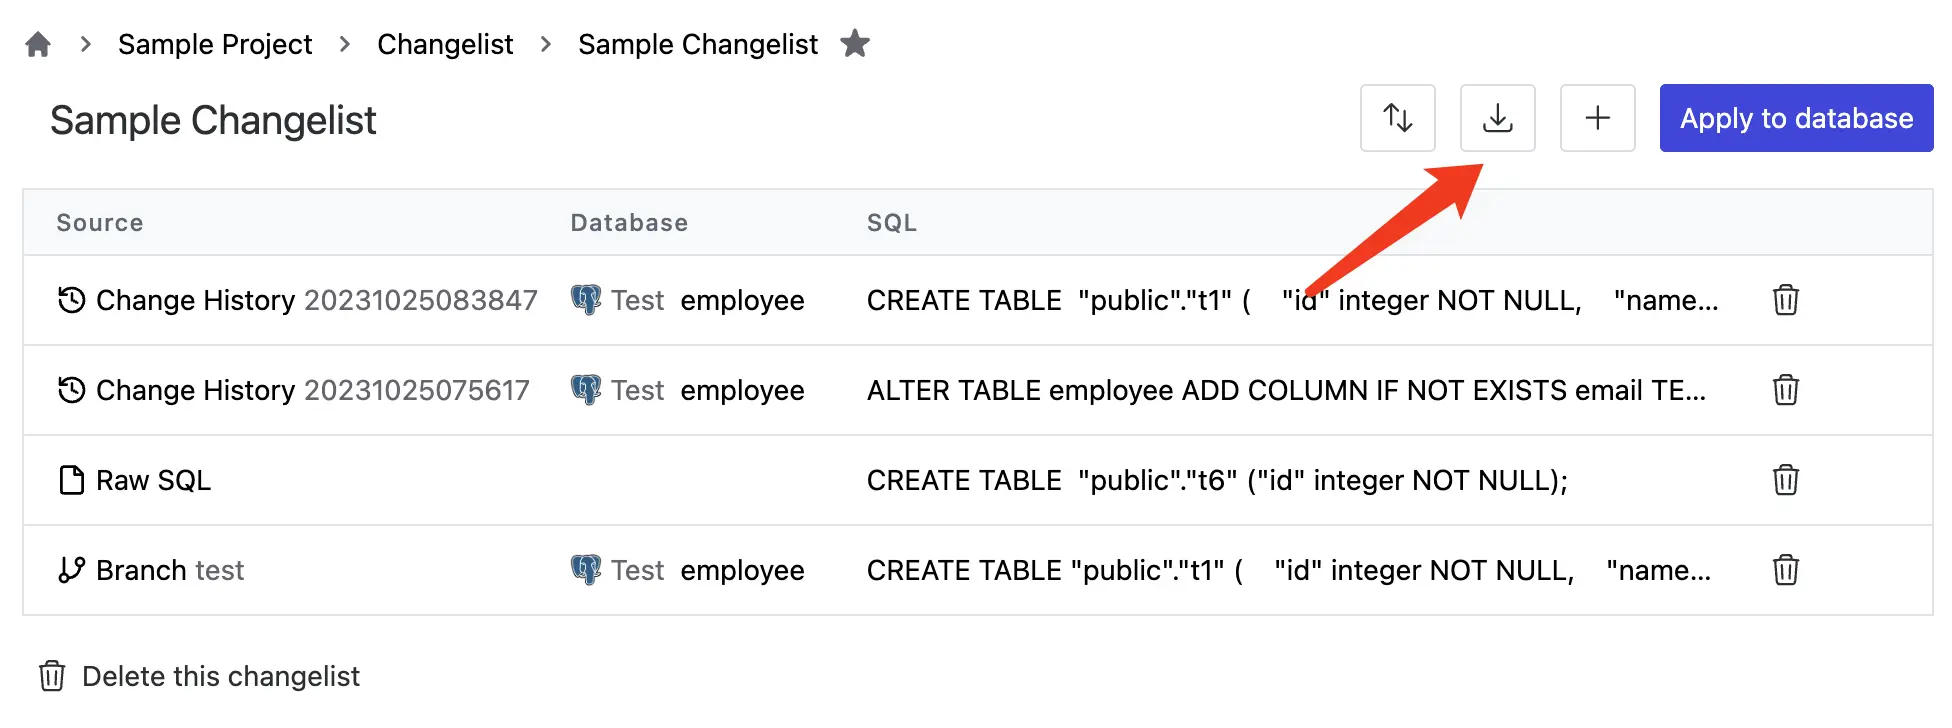 Sample Project > Changelist > Sample Changelist
Sample Changelist
Apply to database
Source Database SQL
Change History 20231025083847 Test employee CREATE TABLE "public"."t1" ( "id" integer NOT NULL, "name...
Change History 20231025075617 Test employee ALTER TABLE employee ADD COLUMN IF NOT EXISTS email TE...
Raw SQL CREATE TABLE "public"."t6" ("id" integer NOT NULL);
Branch test Test employee CREATE TABLE "public"."t1" ( "id" integer NOT NULL, "name...
Delete this changelist